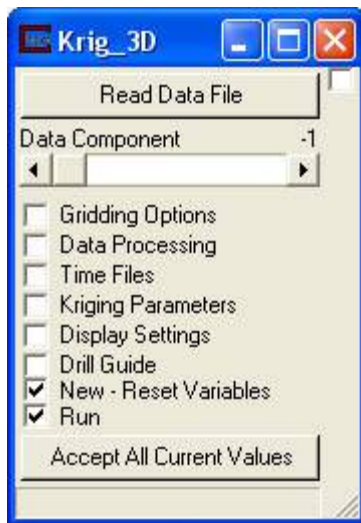 Krig_3D
Read Data File
Data Component -1
Gridding Options
Data Processing
Time Files
Kriging Parameters
Display Settings
Drill Guide
New - Reset Variables
Run
Accept All Current Values